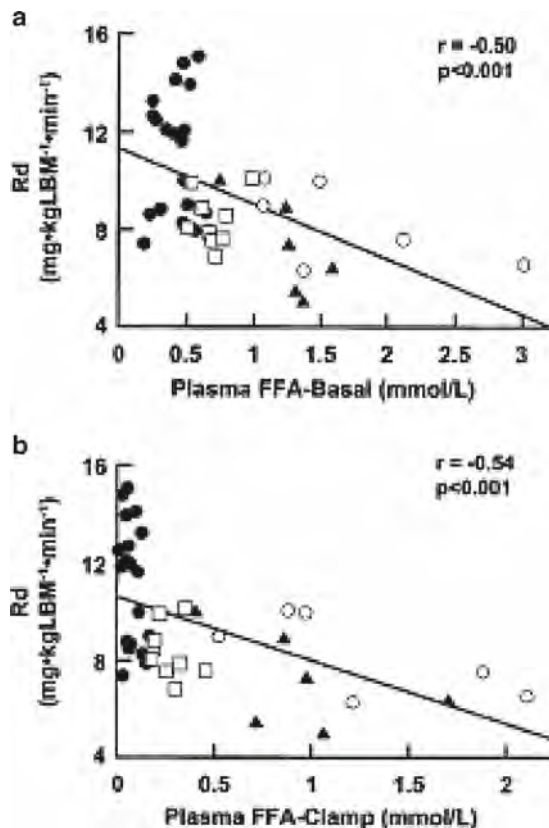 a
16
12
8
4
Rd
(mg•kgLBM⁻¹•min⁻¹)
r = -0.50
p<0.001
0 0.5 1 1.5 2 2.5 3
Plasma FFA-Basal (mmol/L)
b
16
12
8
4
Rd
(mg•kgLBM⁻¹•min⁻¹)
r = -0.54
p<0.001
0 0.5 1 1.5 2
Plasma FFA-Clamp (mmol/L)